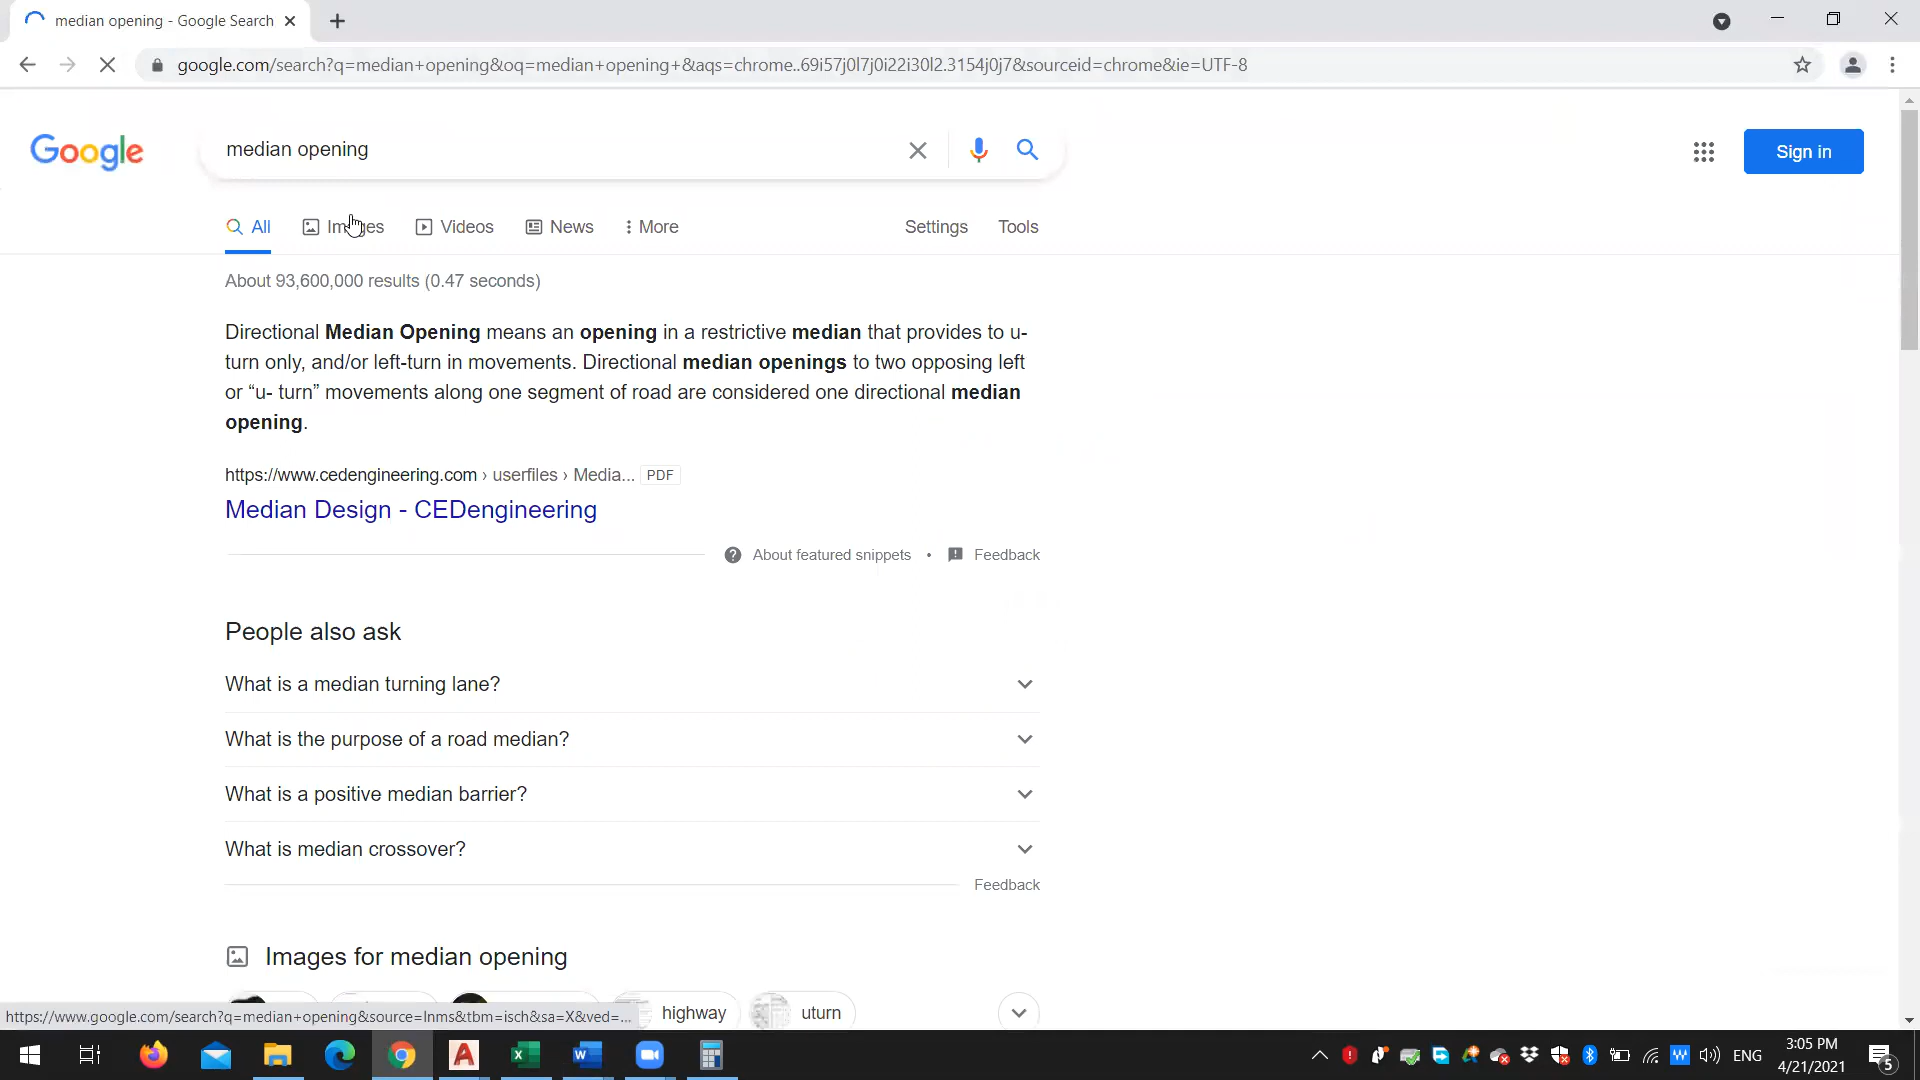 median opening - Google Search
google.com/search?q=median+opening&oq=median+opening+&aqs=chrome..69i57j0l7j0i22i30l2.3154j0j7&sourceid=chrome&ie=UTF-8
Google
median opening
Sign in
All
Images
Videos
News
More
Settings
Tools
About 93,600,000 results (0.47 seconds)
Directional Median Opening means an opening in a restrictive median that provides to u-
turn only, and/or left-turn in movements. Directional median openings to two opposing left
or “u- turn” movements along one segment of road are considered one directional median
opening.
https://www.cedengineering.com › userfiles › Media... PDF
Median Design - CEDengineering
About featured snippets • Feedback
People also ask
What is a median turning lane?
What is the purpose of a road median?
What is a positive median barrier?
What is median crossover?
Feedback
Images for median opening
highway
uturn
https://www.google.com/search?q=median+opening&source=lnms&tbm=isch&sa=X&ved=...
ENG
3:05 PM
4/21/2021
5